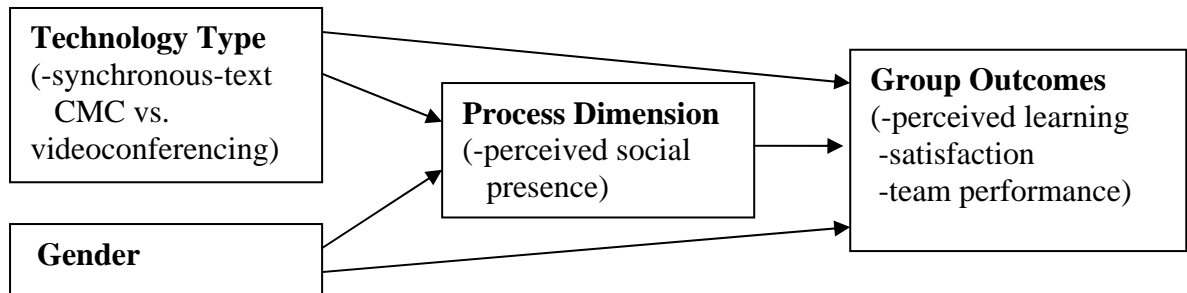 Technology Type
(-synchronous-text
CMC vs.
videoconferencing)
Process Dimension
(-perceived social
presence)
Group Outcomes
(-perceived learning
-satisfaction
-team performance)
Gender